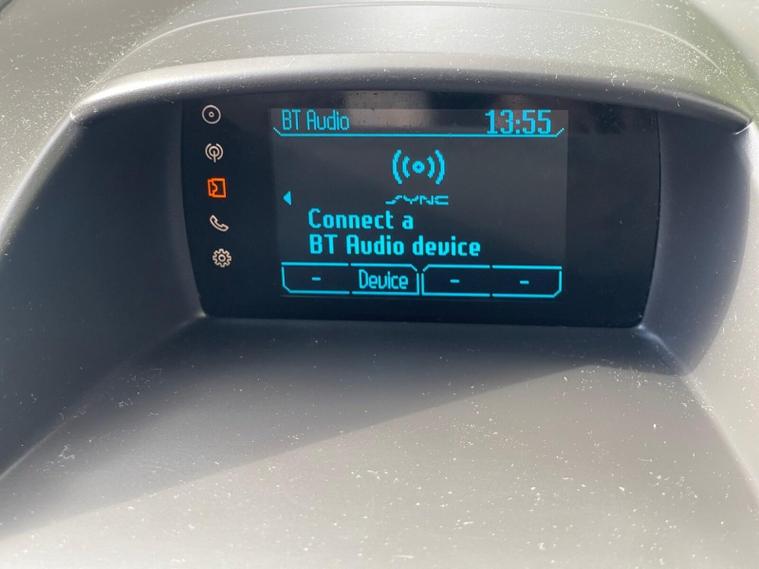 BT Audio 13:55
SYNC
Connect a
BT Audio device
- Device - -